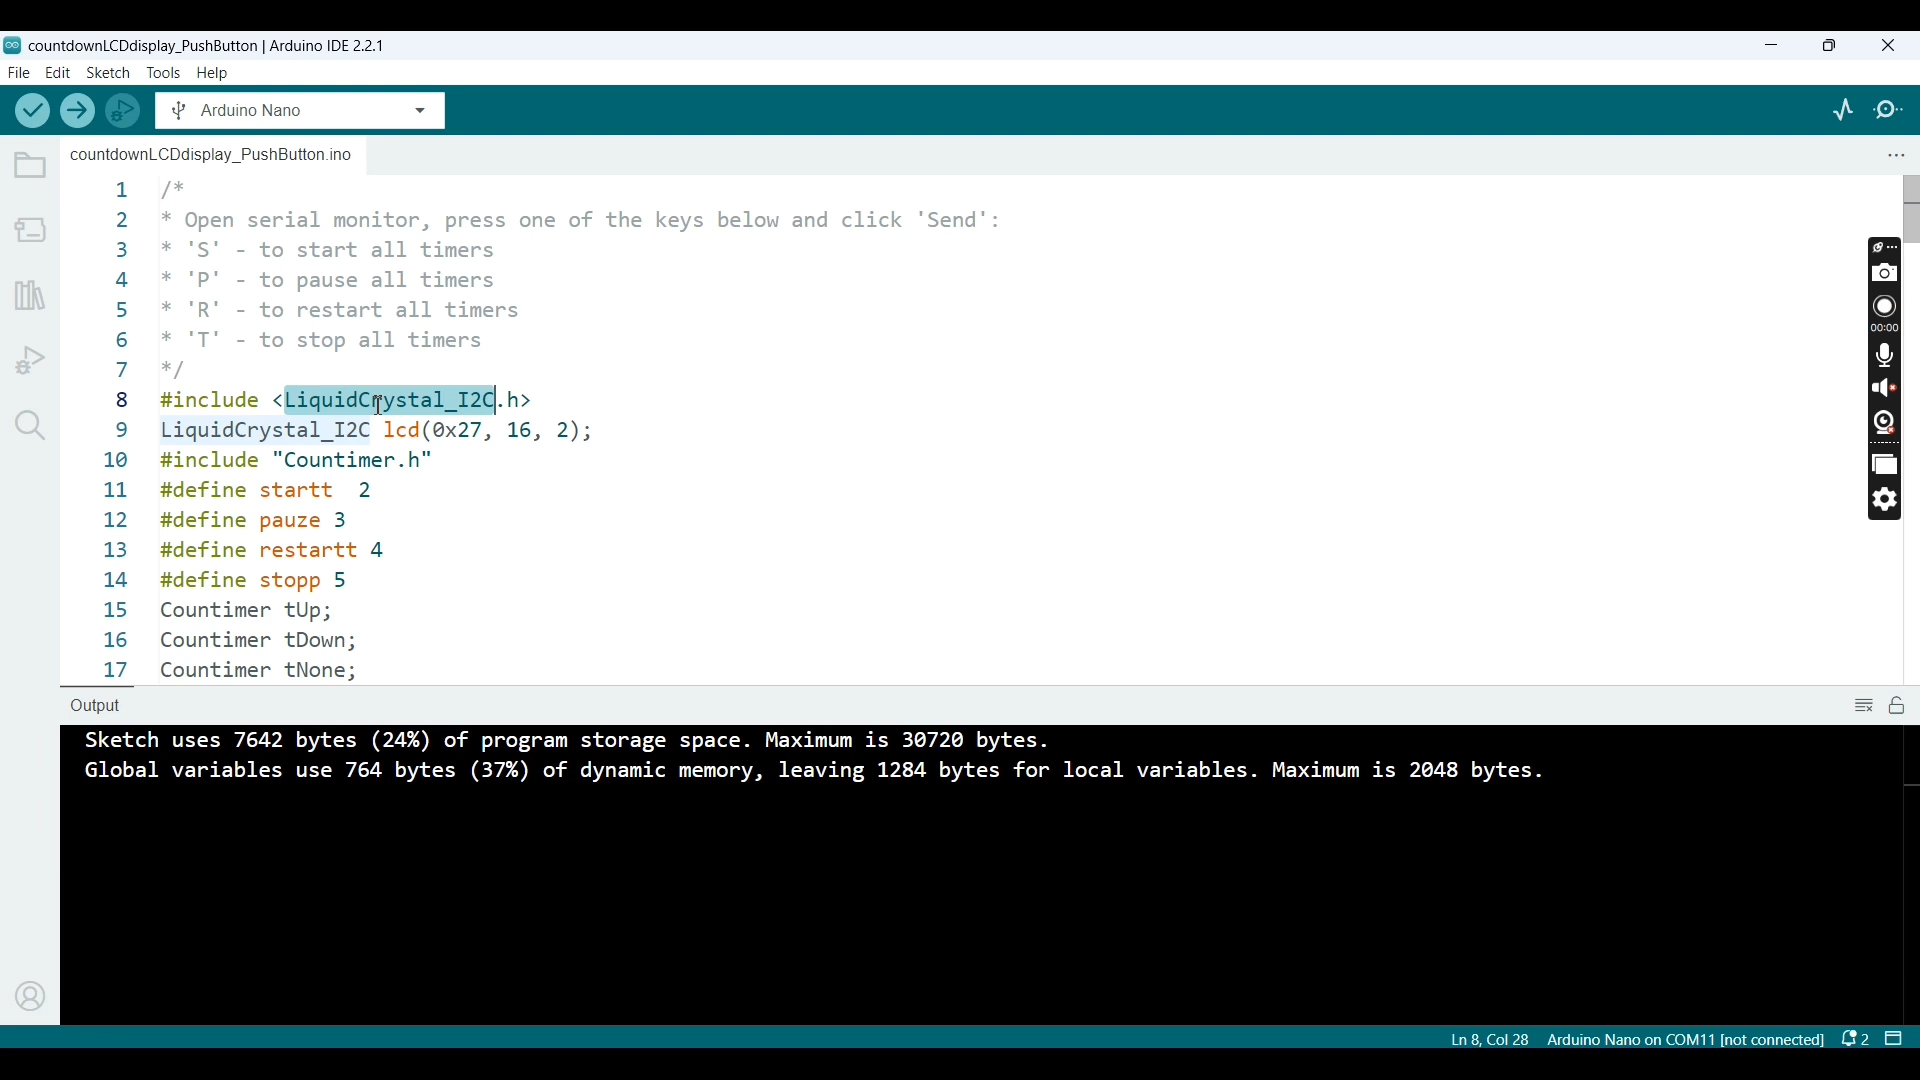 countdownLCDdisplay_PushButton | Arduino IDE 2.2.1
File Edit Sketch Tools Help
Arduino Nano
countdownLCDdisplay_PushButton.ino
1 /*
2 * Open serial monitor, press one of the keys below and click 'Send':
3 * 'S' - to start all timers
4 * 'P' - to pause all timers
5 * 'R' - to restart all timers
6 * 'T' - to stop all timers
7 */
8 #include <LiquidCrystal_I2C.h>
9 LiquidCrystal_I2C lcd(0x27, 16, 2);
10 #include "Countimer.h"
11 #define startt  2
12 #define pauze 3
13 #define restartt 4
14 #define stopp 5
15 Countimer tUp;
16 Countimer tDown;
17 Countimer tNone;
00:00
Output
Sketch uses 7642 bytes (24%) of program storage space. Maximum is 30720 bytes.
Global variables use 764 bytes (37%) of dynamic memory, leaving 1284 bytes for local variables. Maximum is 2048 bytes.
Ln 8, Col 28 Arduino Nano on COM11 [not connected] 2